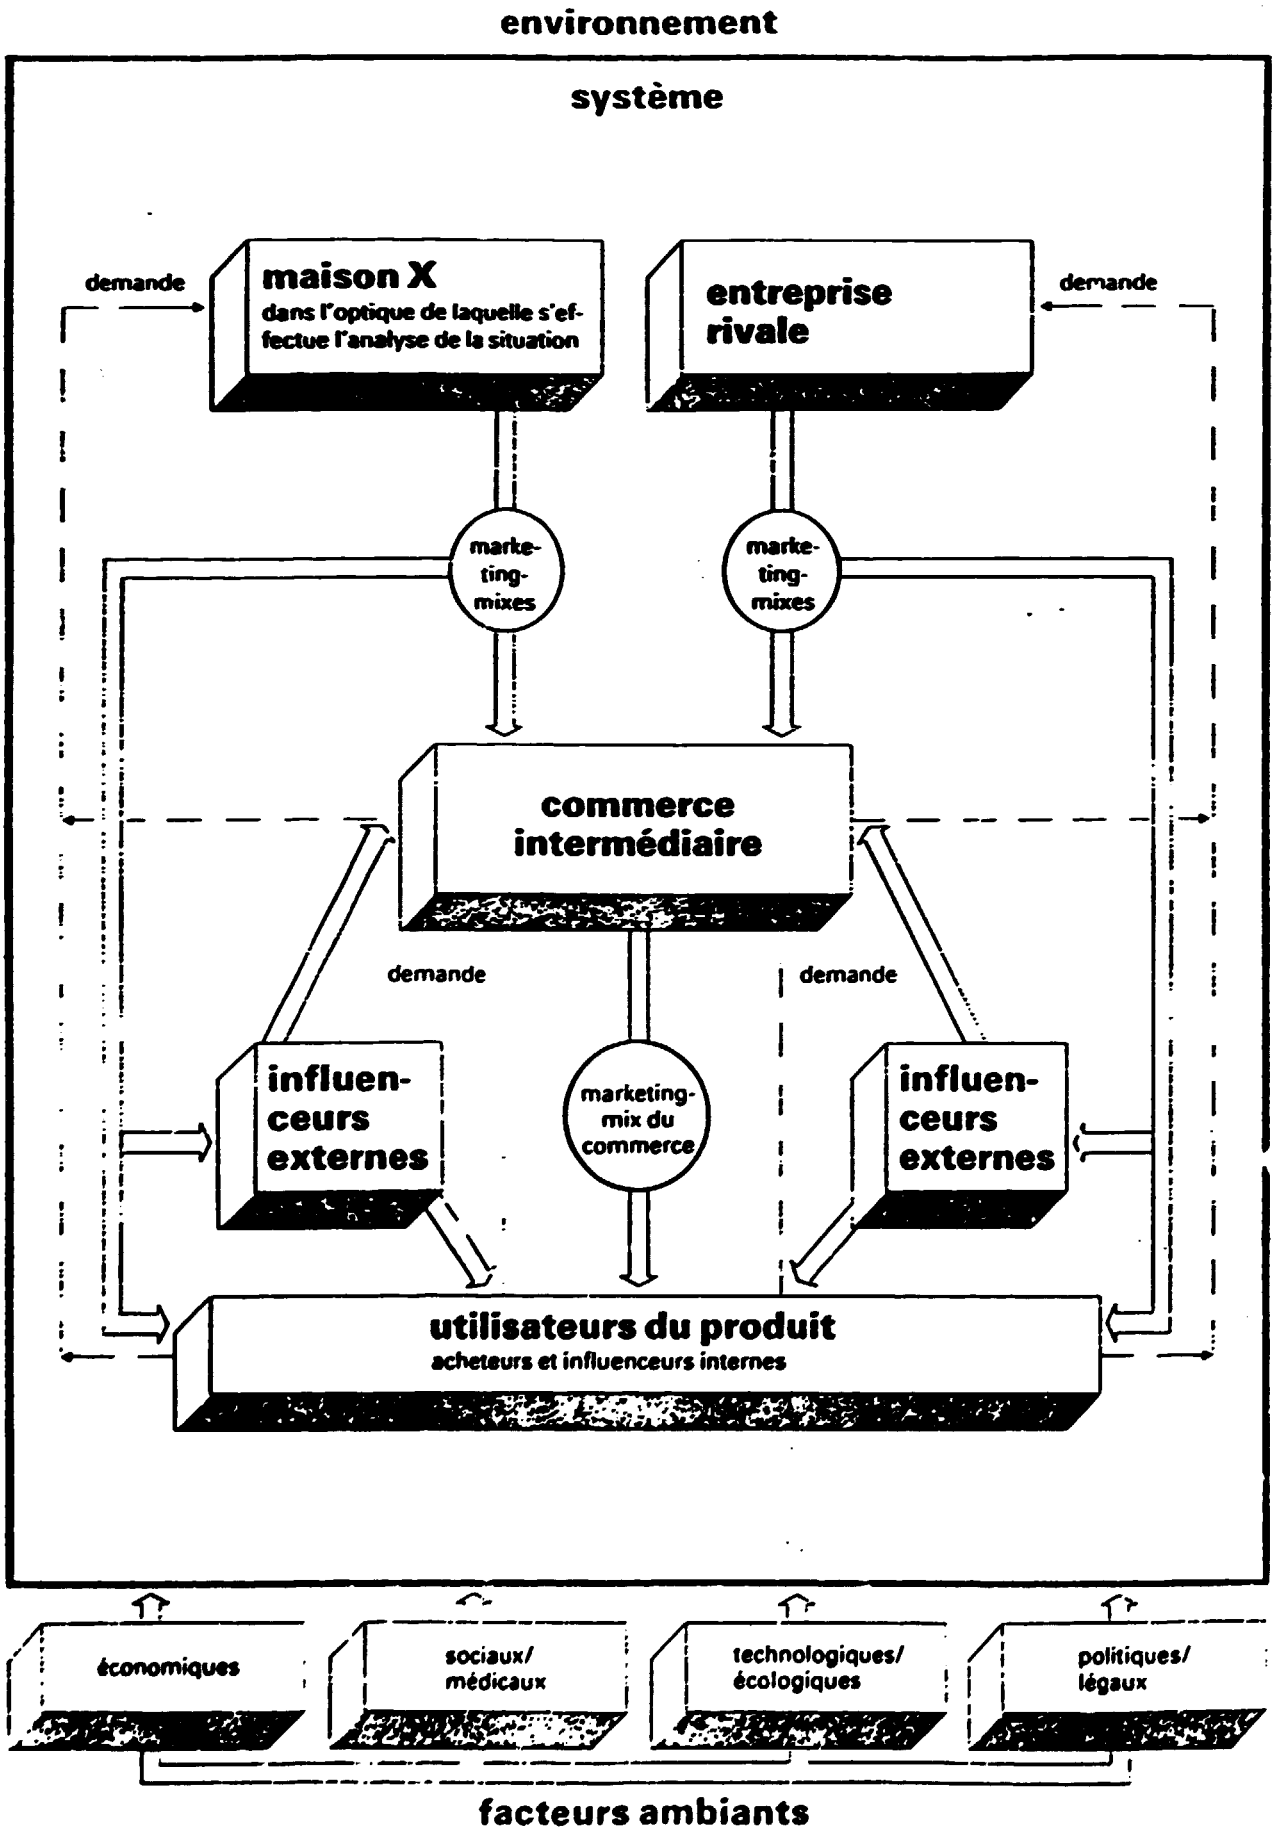 environnement
système
maison X
dans l'optique de laquelle s'ef-
fectue l'analyse de la situation
entreprise
rivale
demande
demande
marke-
ting-
mixes
marke-
ting-
mixes
commerce
intermédiaire
demande
demande
influen-
ceurs
externes
marketing-
mix du
commerce
influen-
ceurs
externes
utilisateurs du produit
acheteurs et influenceurs internes
économiques
sociaux/
médicaux
technologiques/
écologiques
politiques/
légaux
facteurs ambiants